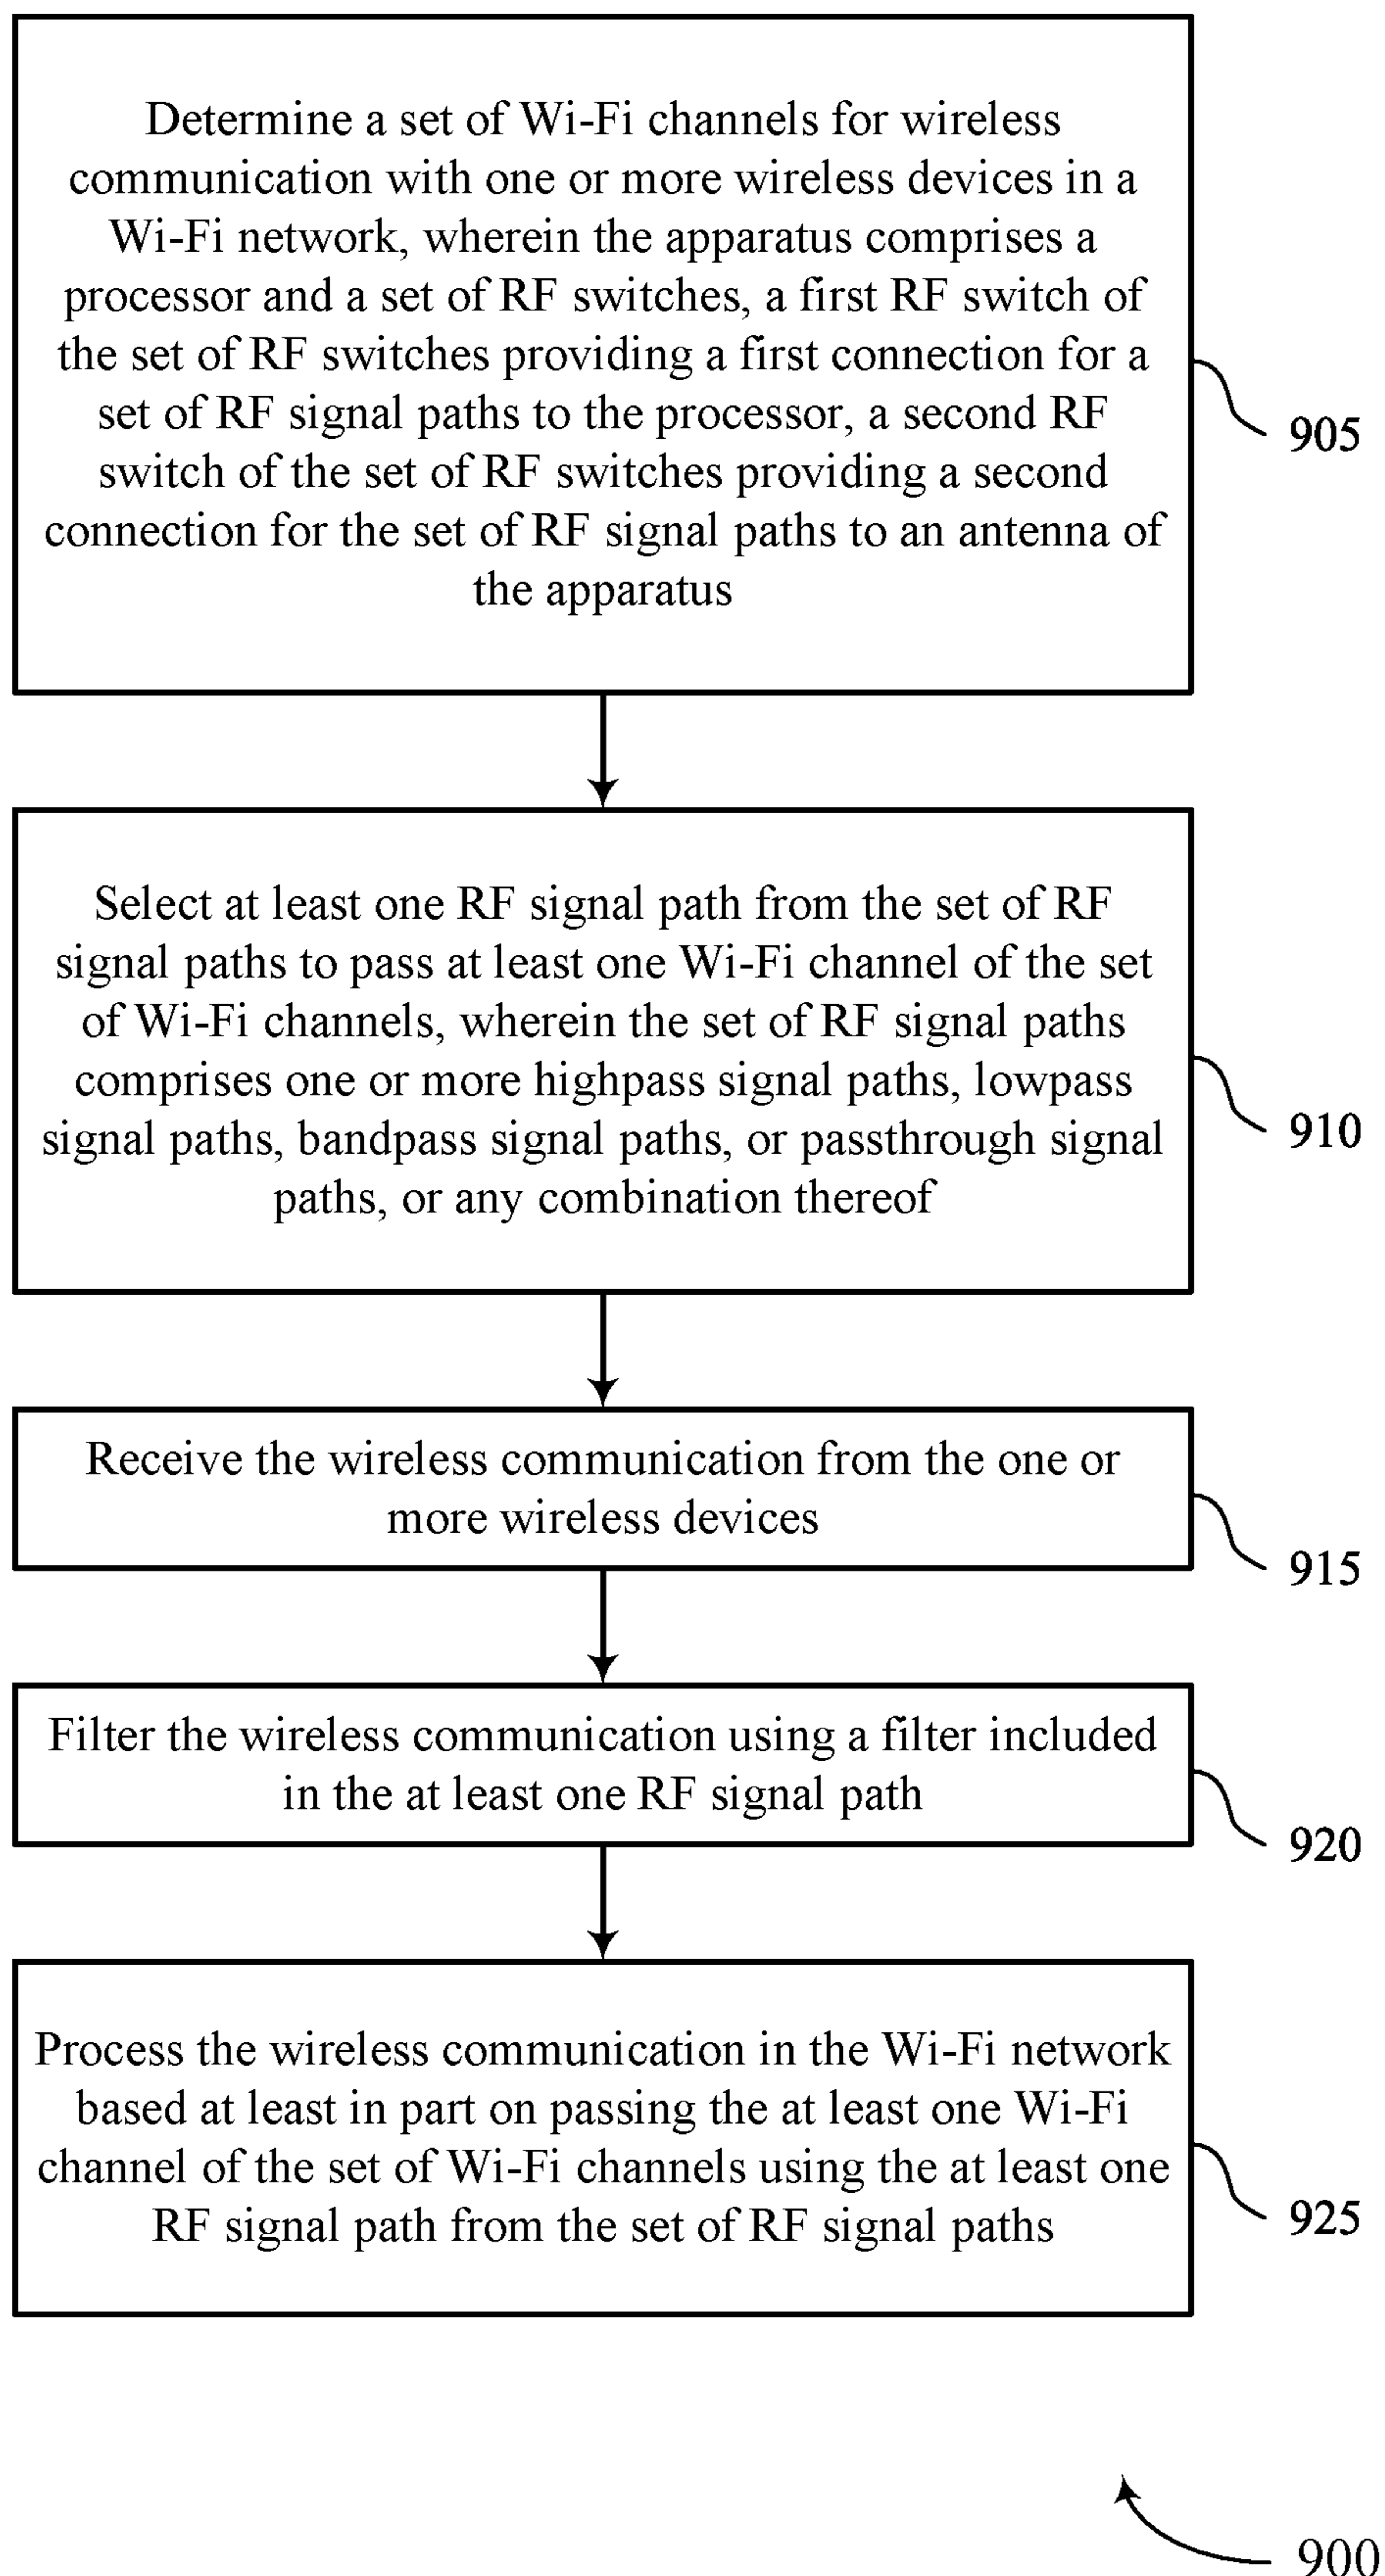 Determine a set of Wi-Fi channels for wireless
communication with one or more wireless devices in a
Wi-Fi network, wherein the apparatus comprises a
processor and a set of RF switches, a first RF switch of
the set of RF switches providing a first connection for a
set of RF signal paths to the processor, a second RF
switch of the set of RF switches providing a second
connection for the set of RF signal paths to an antenna of
the apparatus
905
Select at least one RF signal path from the set of RF
signal paths to pass at least one Wi-Fi channel of the set
of Wi-Fi channels, wherein the set of RF signal paths
comprises one or more highpass signal paths, lowpass
signal paths, bandpass signal paths, or passthrough signal
paths, or any combination thereof
910
Receive the wireless communication from the one or
more wireless devices
915
Filter the wireless communication using a filter included
in the at least one RF signal path
920
Process the wireless communication in the Wi-Fi network
based at least in part on passing the at least one Wi-Fi
channel of the set of Wi-Fi channels using the at least one
RF signal path from the set of RF signal paths
925
900